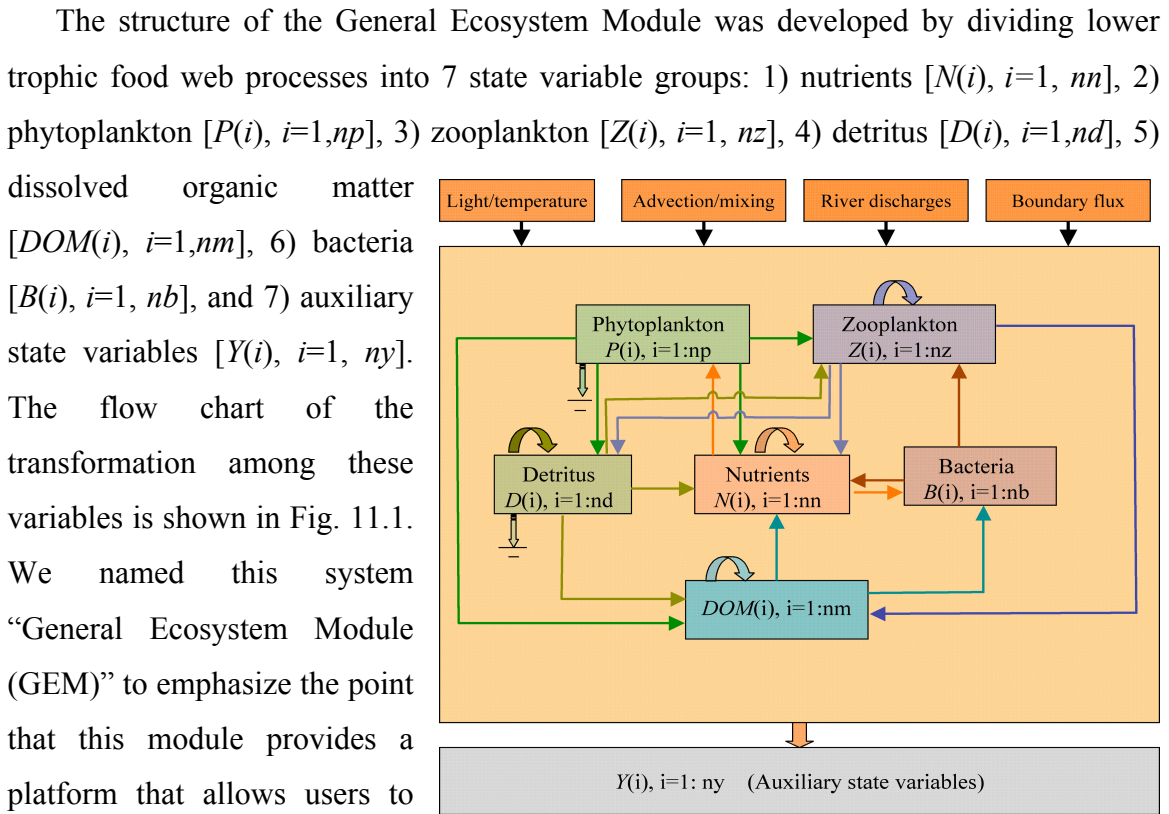 The structure of the General Ecosystem Module was developed by dividing lower
trophic food web processes into 7 state variable groups: 1) nutrients [N(i), i=1, nn], 2)
phytoplankton [P(i), i=1,np], 3) zooplankton [Z(i), i=1, nz], 4) detritus [D(i), i=1,nd], 5)
dissolved organic matter
[DOM(i), i=1,nm], 6) bacteria
[B(i), i=1, nb], and 7) auxiliary
state variables [Y(i), i=1, ny].
The flow chart of the
transformation among these
variables is shown in Fig. 11.1.
We named this system
“General Ecosystem Module
(GEM)” to emphasize the point
that this module provides a
platform that allows users to
Light/temperature
Advection/mixing
River discharges
Boundary flux
Phytoplankton
P(i), i=1:np
Zooplankton
Z(i), i=1:nz
Detritus
D(i), i=1:nd
Nutrients
N(i), i=1:nn
Bacteria
B(i), i=1:nb
DOM(i), i=1:nm
Y(i), i=1: ny (Auxiliary state variables)